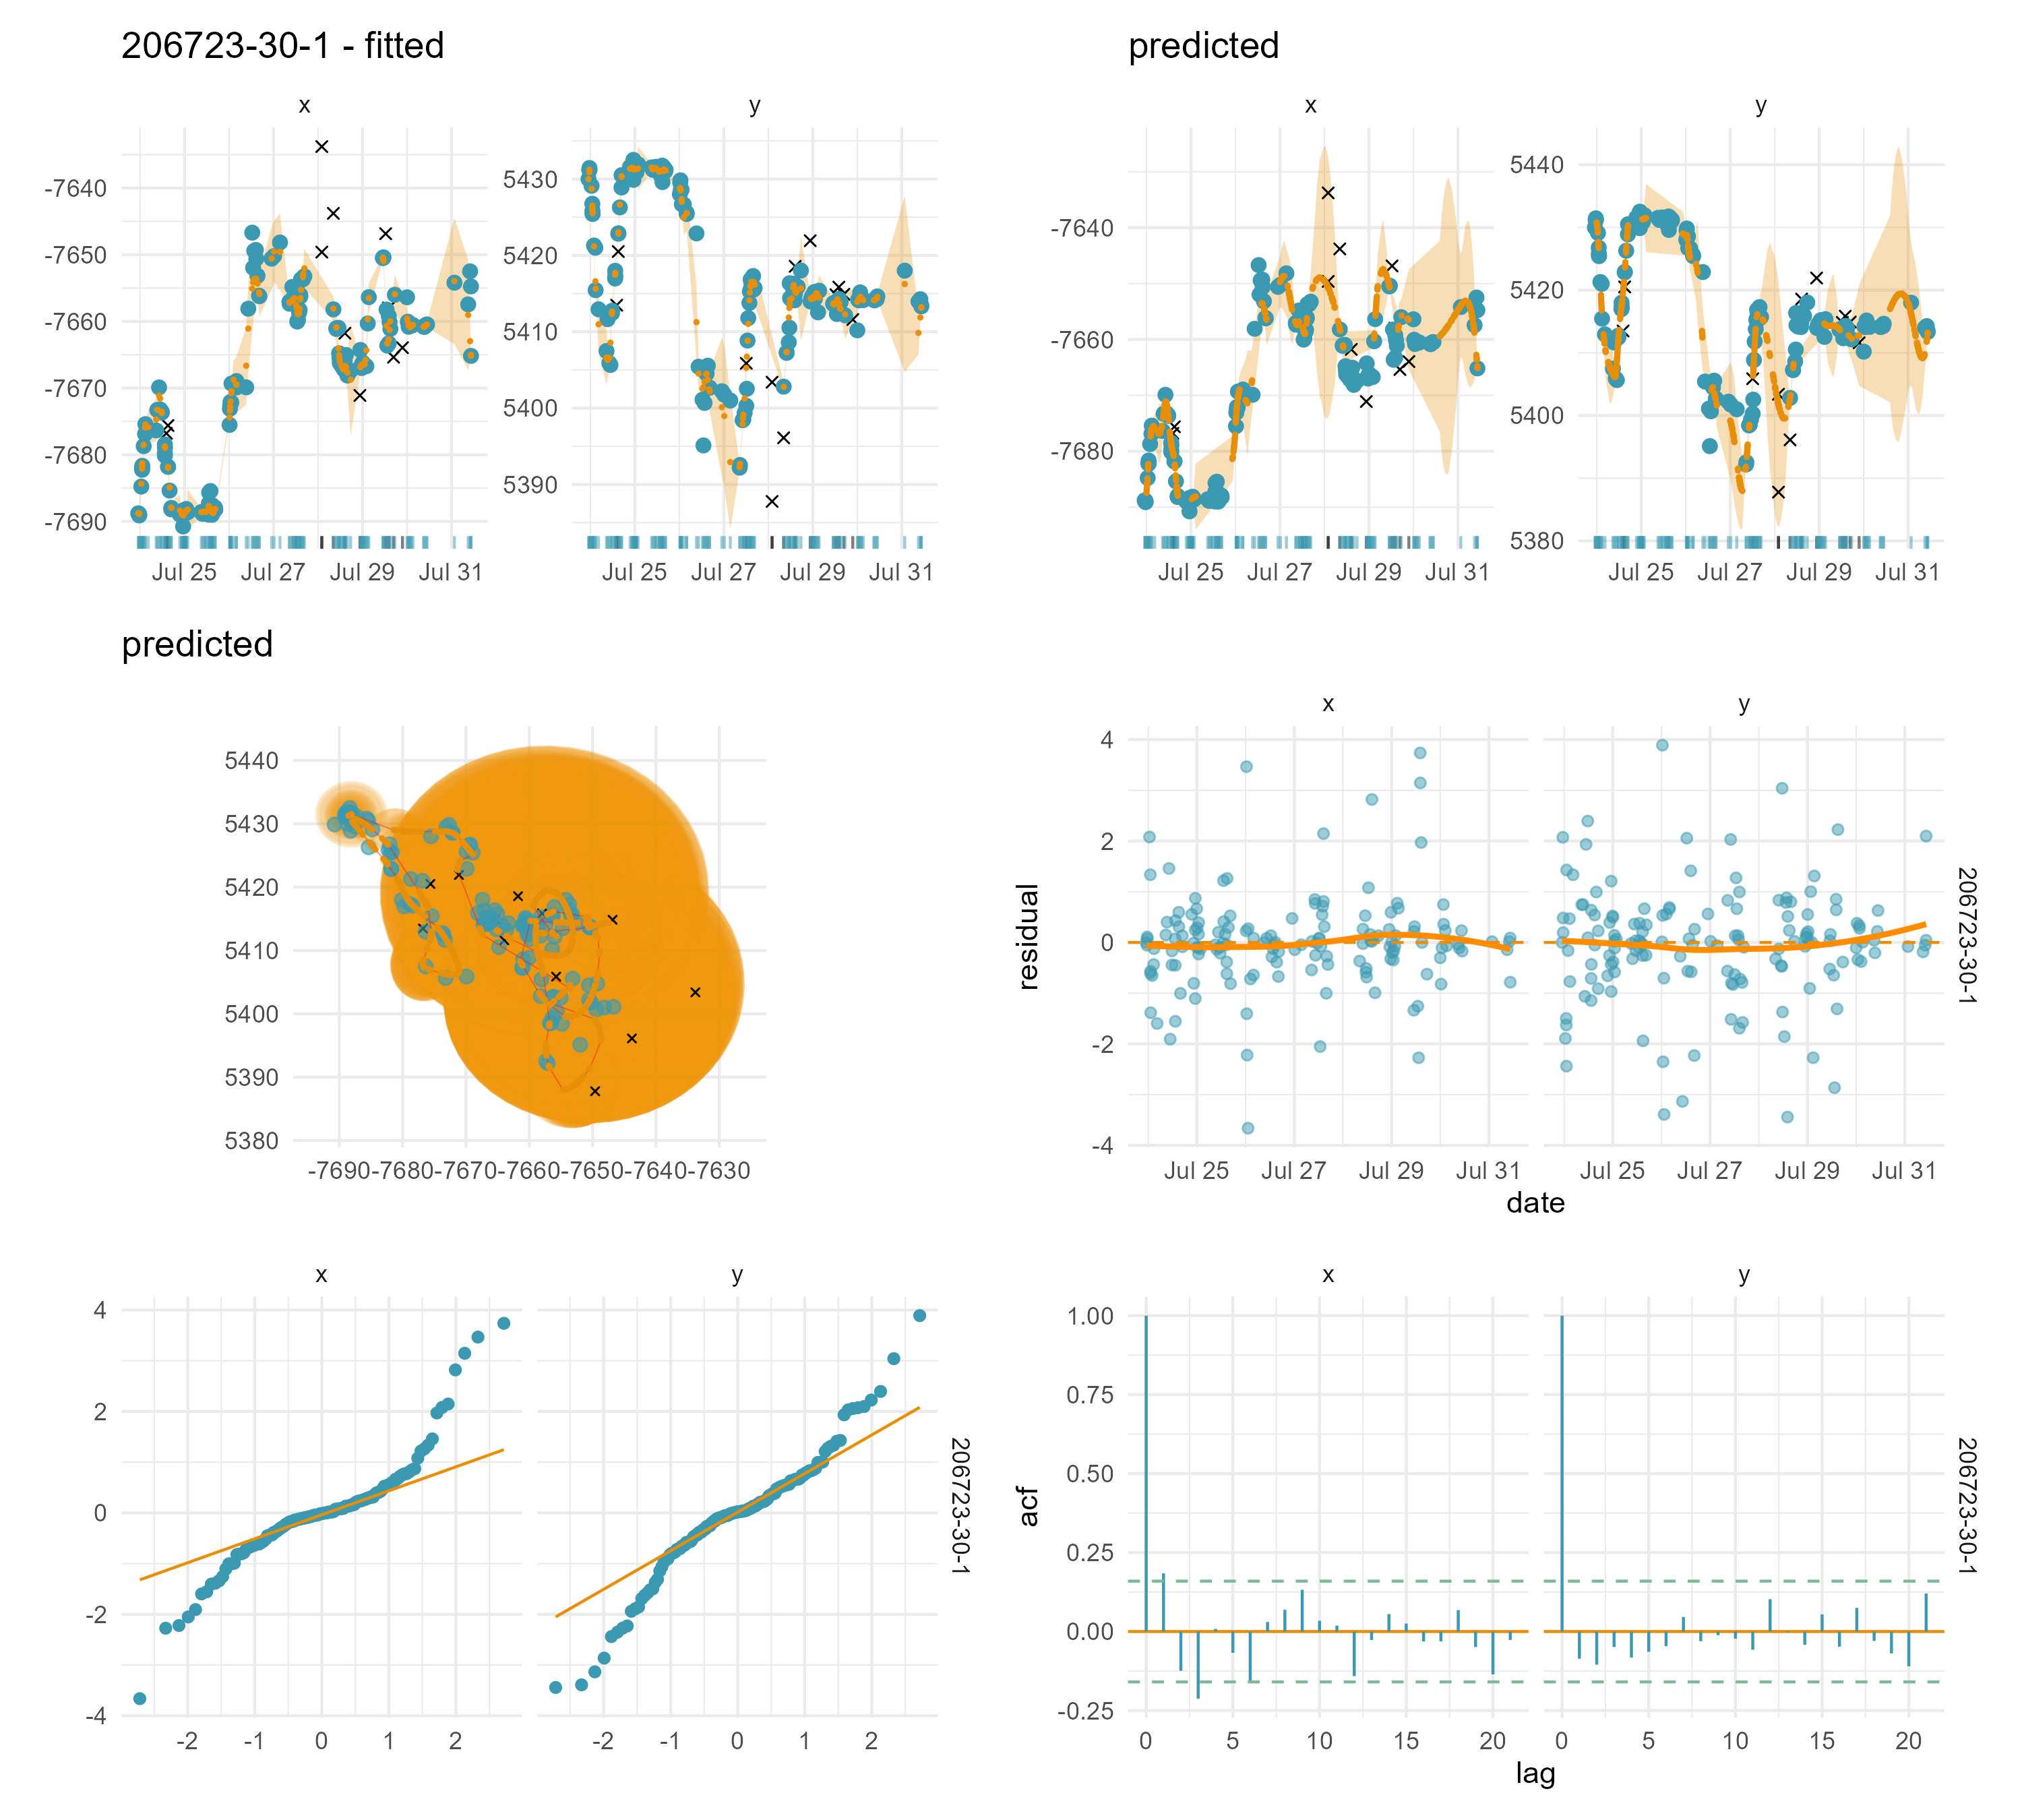 206723-30-1 - fitted
predicted
x
y
x
y
-7640
-7650
-7660
-7670
-7680
-7690
5430
5420
5410
5400
5390
-7640
-7660
-7680
5440
5420
5400
5380
Jul 25
Jul 27
Jul 29
Jul 31
Jul 25
Jul 27
Jul 29
Jul 31
Jul 25
Jul 27
Jul 29
Jul 31
Jul 25
Jul 27
Jul 29
Jul 31
predicted
5440
5430
5420
5410
5400
5390
5380
-7690-7680-7670-7660-7650-7640-7630
x
y
residual
4
2
0
-2
-4
206723-30-1
Jul 25
Jul 27
Jul 29
Jul 31
Jul 25
Jul 27
Jul 29
Jul 31
date
x
y
4
2
0
-2
-4
206723-30-1
-2
-1
0
1
2
-2
-1
0
1
2
x
y
acf
1.00
0.75
0.50
0.25
0.00
-0.25
206723-30-1
0
5
10
15
20
0
5
10
15
20
lag